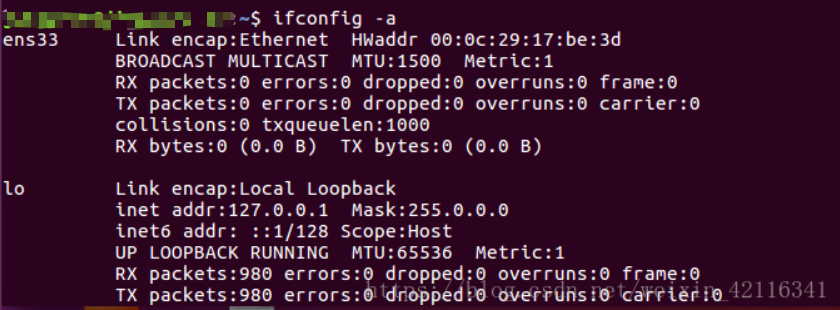 ~$ ifconfig -a
ens33 Link encap:Ethernet HWaddr 00:0c:29:17:be:3d
BROADCAST MULTICAST MTU:1500 Metric:1
RX packets:0 errors:0 dropped:0 overruns:0 frame:0
TX packets:0 errors:0 dropped:0 overruns:0 carrier:0
collisions:0 txqueuelen:1000
RX bytes:0 (0.0 B) TX bytes:0 (0.0 B)
lo Link encap:Local Loopback
inet addr:127.0.0.1 Mask:255.0.0.0
inet6 addr: ::1/128 Scope:Host
UP LOOPBACK RUNNING MTU:65536 Metric:1
RX packets:980 errors:0 dropped:0 overruns:0 frame:0
https://blog.csdn.net/weixin_42116341
TX packets:980 errors:0 dropped:0 overruns:0 carrier:0